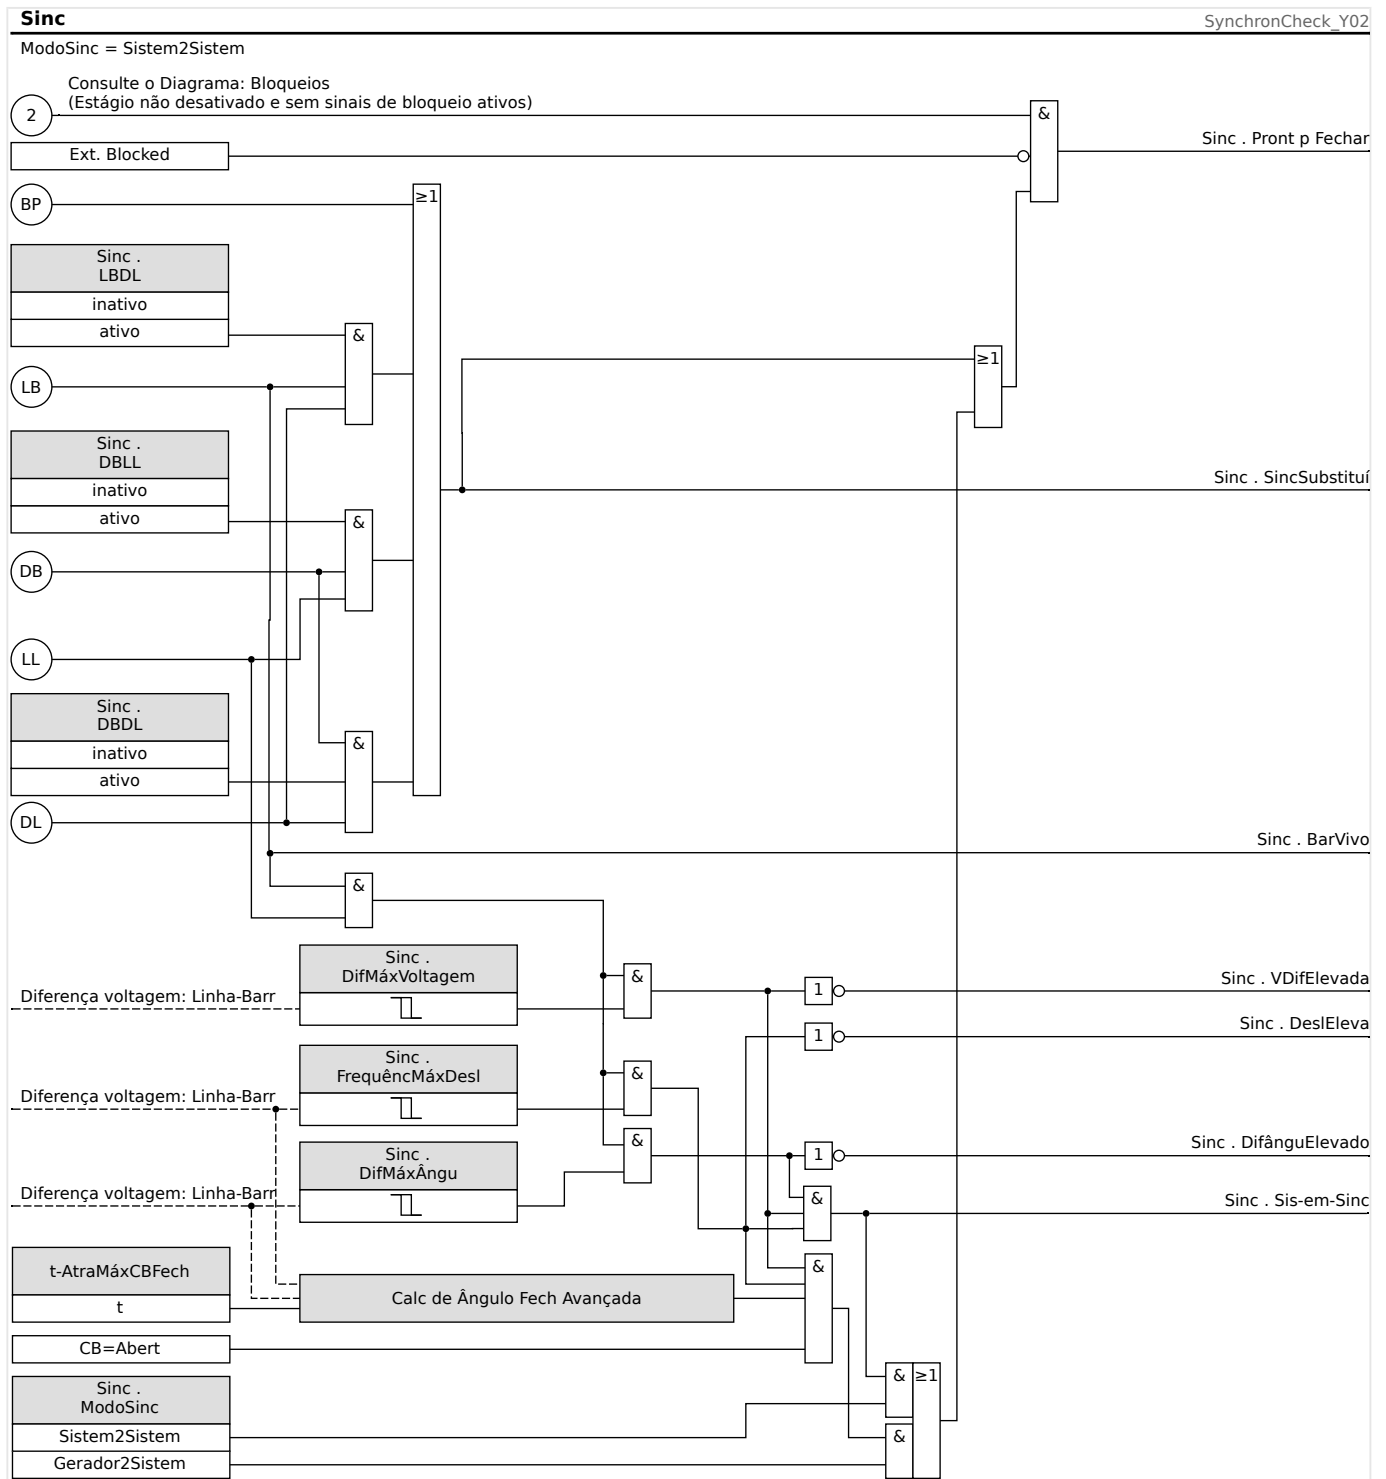 Sinc
SynchronCheck_Y02
ModoSinc = Sistem2Sistem
Consulte o Diagrama: Bloqueios
(Estágio não desativado e sem sinais de bloqueio ativos)
2
&
Sinc . Pront p Fechar
Ext. Blocked
BP
≥1
Sinc .
LBDL
inativo
ativo
&
≥1
LB
Sinc .
DBLL
inativo
ativo
&
Sinc . SincSubstituí
DB
LL
Sinc .
DBDL
inativo
ativo
&
DL
Sinc . BarVivo
&
Sinc .
DifMáxVoltagem
Diferença voltagem: Linha-Barr
&
1
Sinc . VDifElevada
1
Sinc . DeslEleva
Sinc .
FrequêncMáxDesl
Diferença voltagem: Linha-Barr
&
&
1
Sinc . DifânguElevado
Sinc .
DifMáxÂngu
Diferença voltagem: Linha-Barr
&
Sinc . Sis-em-Sinc
t-AtraMáxCBFech
t
Calc de Ângulo Fech Avançada
&
CB=Abert
Sinc .
ModoSinc
Sistem2Sistem
Gerador2Sistem
&
≥1
&